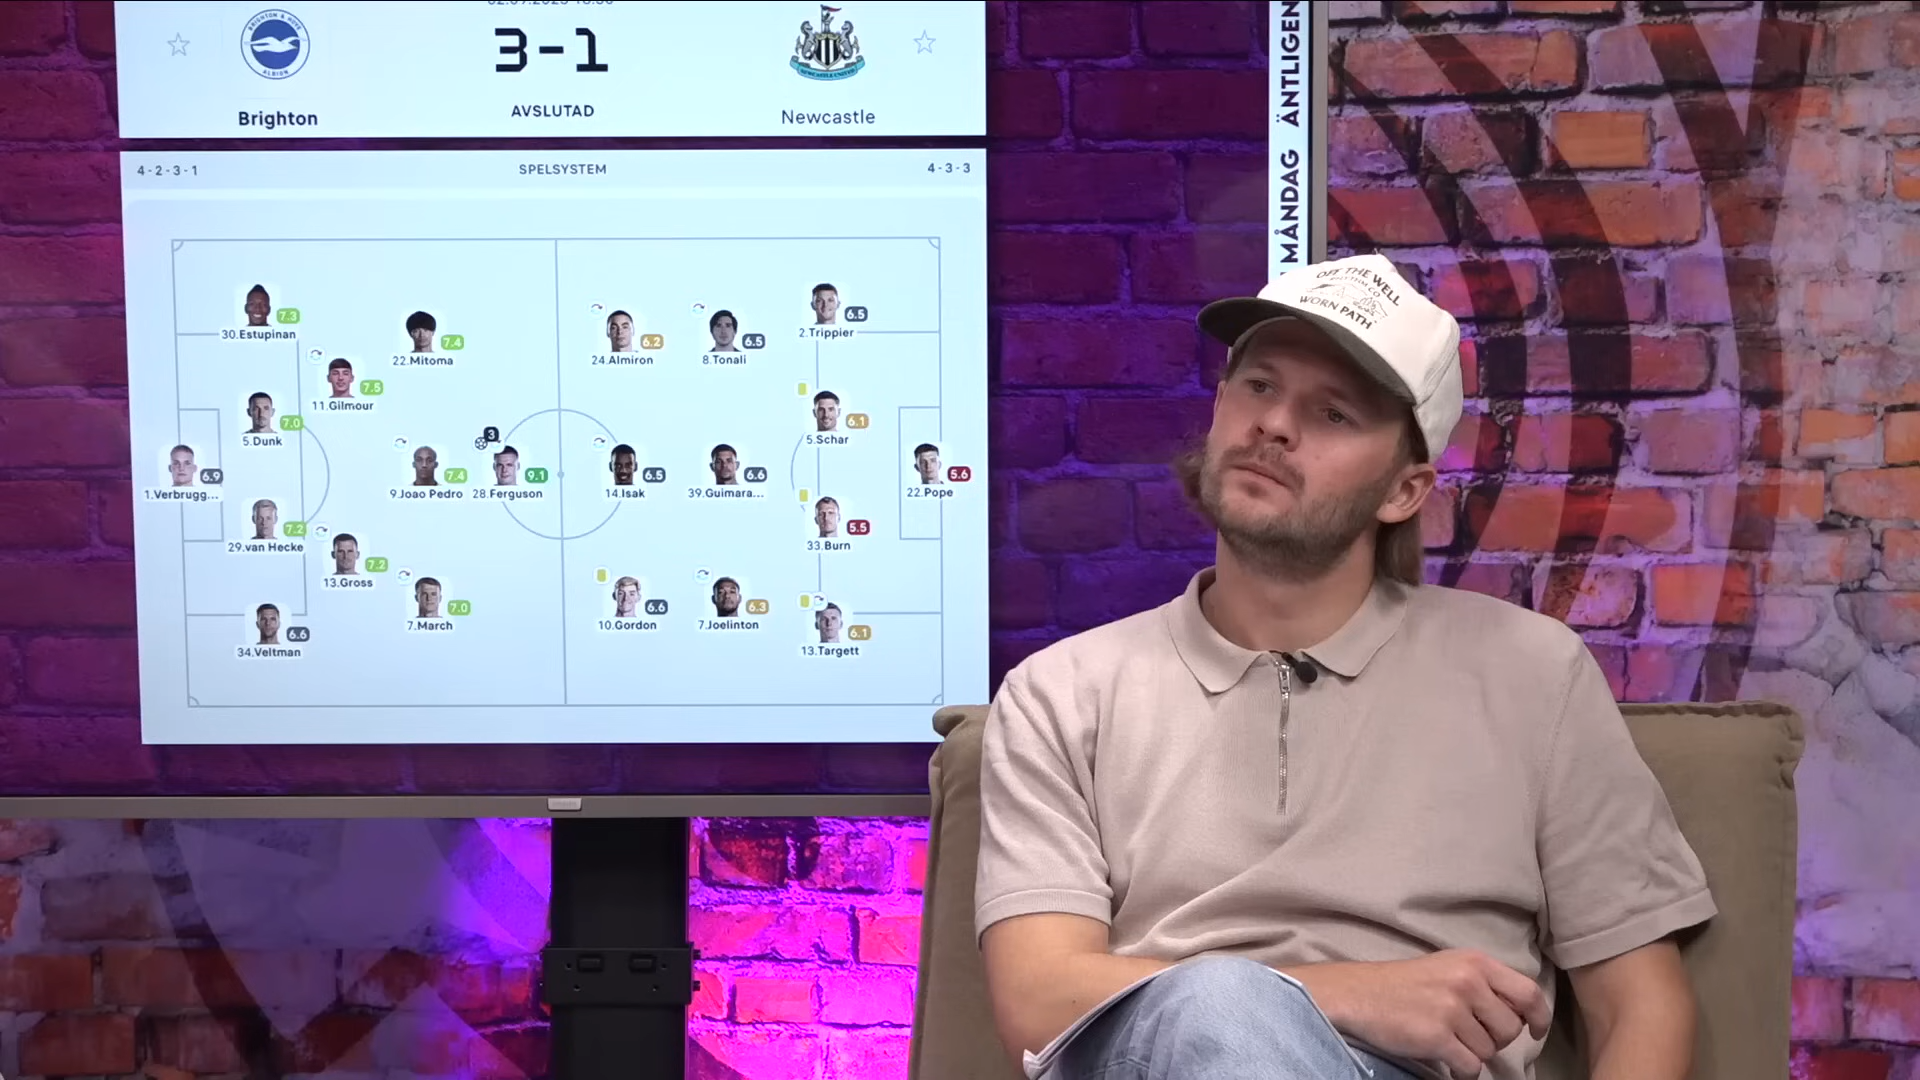 3-1
AVSLUTAD
Brighton
Newcastle
4-2-3-1
SPELSYSTEM
4-3-3
7.3
30.Estupinan
7.4
22.Mitoma
7.5
11.Gilmour
7.0
5.Dunk
6.9
1.Verbrugg...
3
7.4
9.Joao Pedro
9.1
28.Ferguson
7.2
29.van Hecke
7.2
13.Gross
7.0
7.March
6.6
34.Veltman
6.2
24.Almiron
6.5
8.Tonali
6.5
2.Trippier
6.1
5.Schar
6.5
14.Isak
6.6
39.Guimara...
5.6
22.Pope
5.5
33.Burn
6.6
10.Gordon
6.3
7.Joelinton
6.1
13.Targett
MÅNDAG ÄNTLIGEN
OFF THE WELL
WORN PATH
BRIGHTON & HOVE
ALBION
NEWCASTLE UNITED